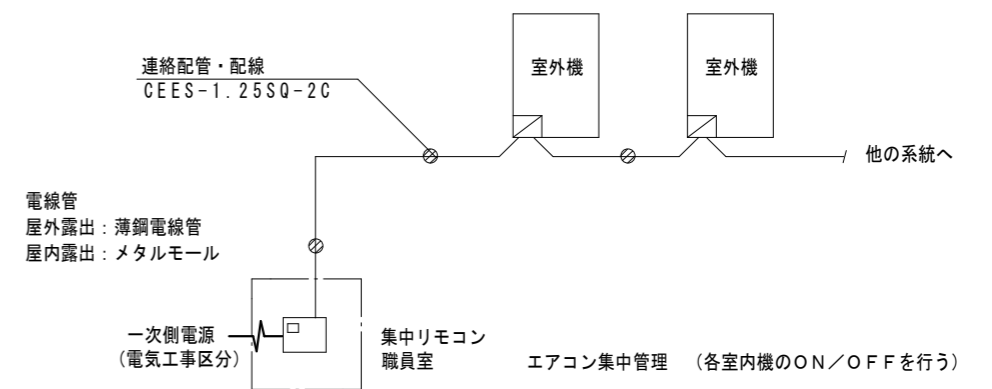 連絡配管・配線
CEES-1.25SQ-2C
室外機
室外機
他の系統へ
電線管
屋外露出：薄鋼電線管
屋内露出：メタルモール
一次側電源
（電気工事区分）
集中リモコン
職員室
エアコン集中管理　（各室内機のＯＮ／ＯＦＦを行う）